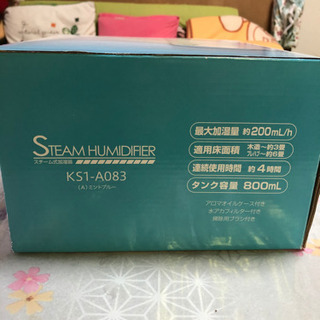 STEAM HUMIDIFIER
スチーム式加湿器
KS1-A083
(A)ミントブルー
最大加湿量 約200mL/h
適用床面積 木造～約3畳
プレハブ～約6畳
連続使用時間 約4時間
タンク容量 800mL
アロマオイルケース付き
水アカフィルター付き
掃除用ブラシ付き